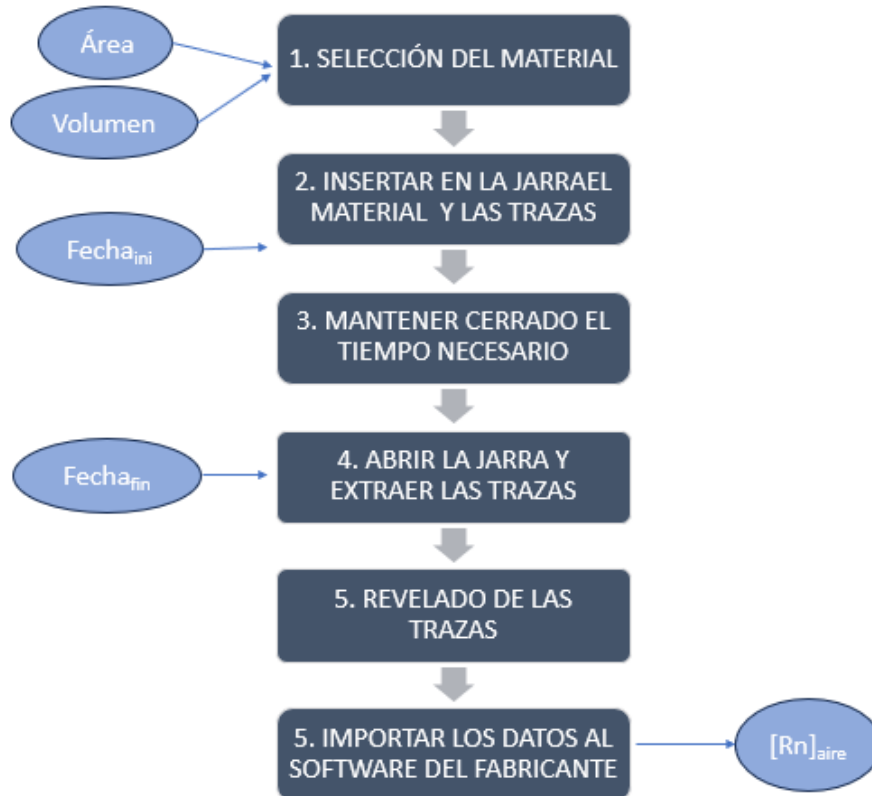 Área
1. SELECCIÓN DEL MATERIAL
Volumen
2. INSERTAR EN LA JARRAEL
MATERIAL Y LAS TRAZAS
Fechaini
3. MANTENER CERRADO EL
TIEMPO NECESARIO
4. ABRIR LA JARRA Y
EXTRAER LAS TRAZAS
Fechafin
5. REVELADO DE LAS
TRAZAS
5. IMPORTAR LOS DATOS AL
SOFTWARE DEL FABRICANTE
[Rn]aire